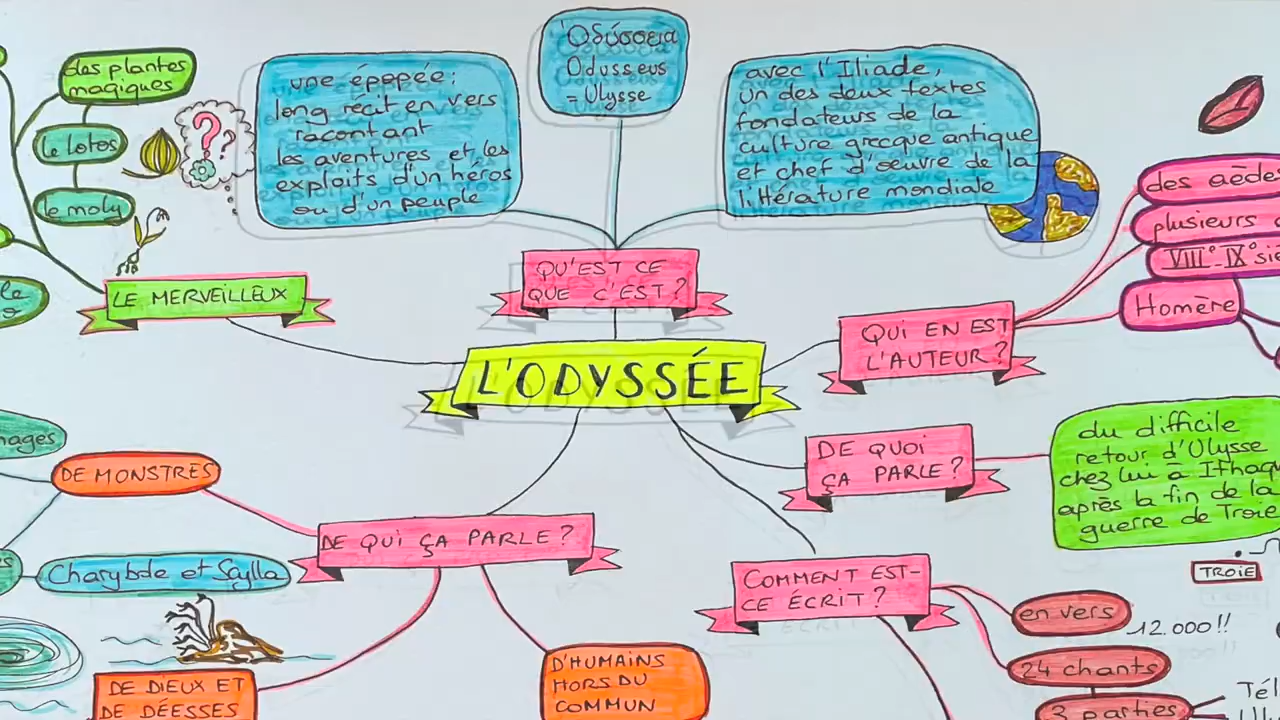 des plantes
magiques
le lotos
le moly
LE MERVEILLEUX
une épopée:
long récit en vers
racontant
les aventures et les
exploits d'un héros
ou d'un peuple
Ὀδύσσεια
Odusseus
= Ulysse
avec l'Iliade,
un des deux textes
fondateurs de la
culture grecque antique
et chef d'œuvre de la
littérature mondiale
QU'EST CE
QUE C'EST?
L'ODYSSÉE
QUI EN EST
L'AUTEUR?
des aèdes
plusieurs
VIII°-IX° siè
Homère
DE QUOI
ÇA PARLE?
du difficile
retour d'Ulysse
chez lui à Ithaqu
après la fin de la
guerre de Troie
TROIE
COMMENT EST-
CE ÉCRIT?
en vers
12.000!!
24 chants
3 parties
Tél
DE QUI ÇA PARLE?
DE MONSTRES
Charybde et Scylla
DE DIEUX ET
DE DÉESSES
D'HUMAINS
HORS DU
COMMUN